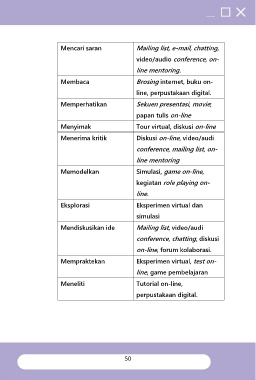 Mencari saran Mailing list, e-mail, chatting,
video/audio conference, on-
line mentoring.
Membaca Brosing internet, buku on-
line, perpustakaan digital.
Memperhatikan Sekuen presentasi, movie,
papan tulis on-line
Menyimak Tour virtual, diskusi on-line
Menerima kritik Diskusi on-line, video/audi
conference, mailing list, on-
line mentoring
Memodelkan Simulasi, game on-line,
kegiatan role playing on-
line.
Eksplorasi Eksperimen virtual dan
simulasi
Mendiskusikan ide Mailing list, video/audi
conference, chatting, diskusi
on-line, forum kolaborasi.
Mempraktekan Eksperimen virtual, test on-
line, game pembelajaran
Meneliti Tutorial on-line,
perpustakaan digital.
50